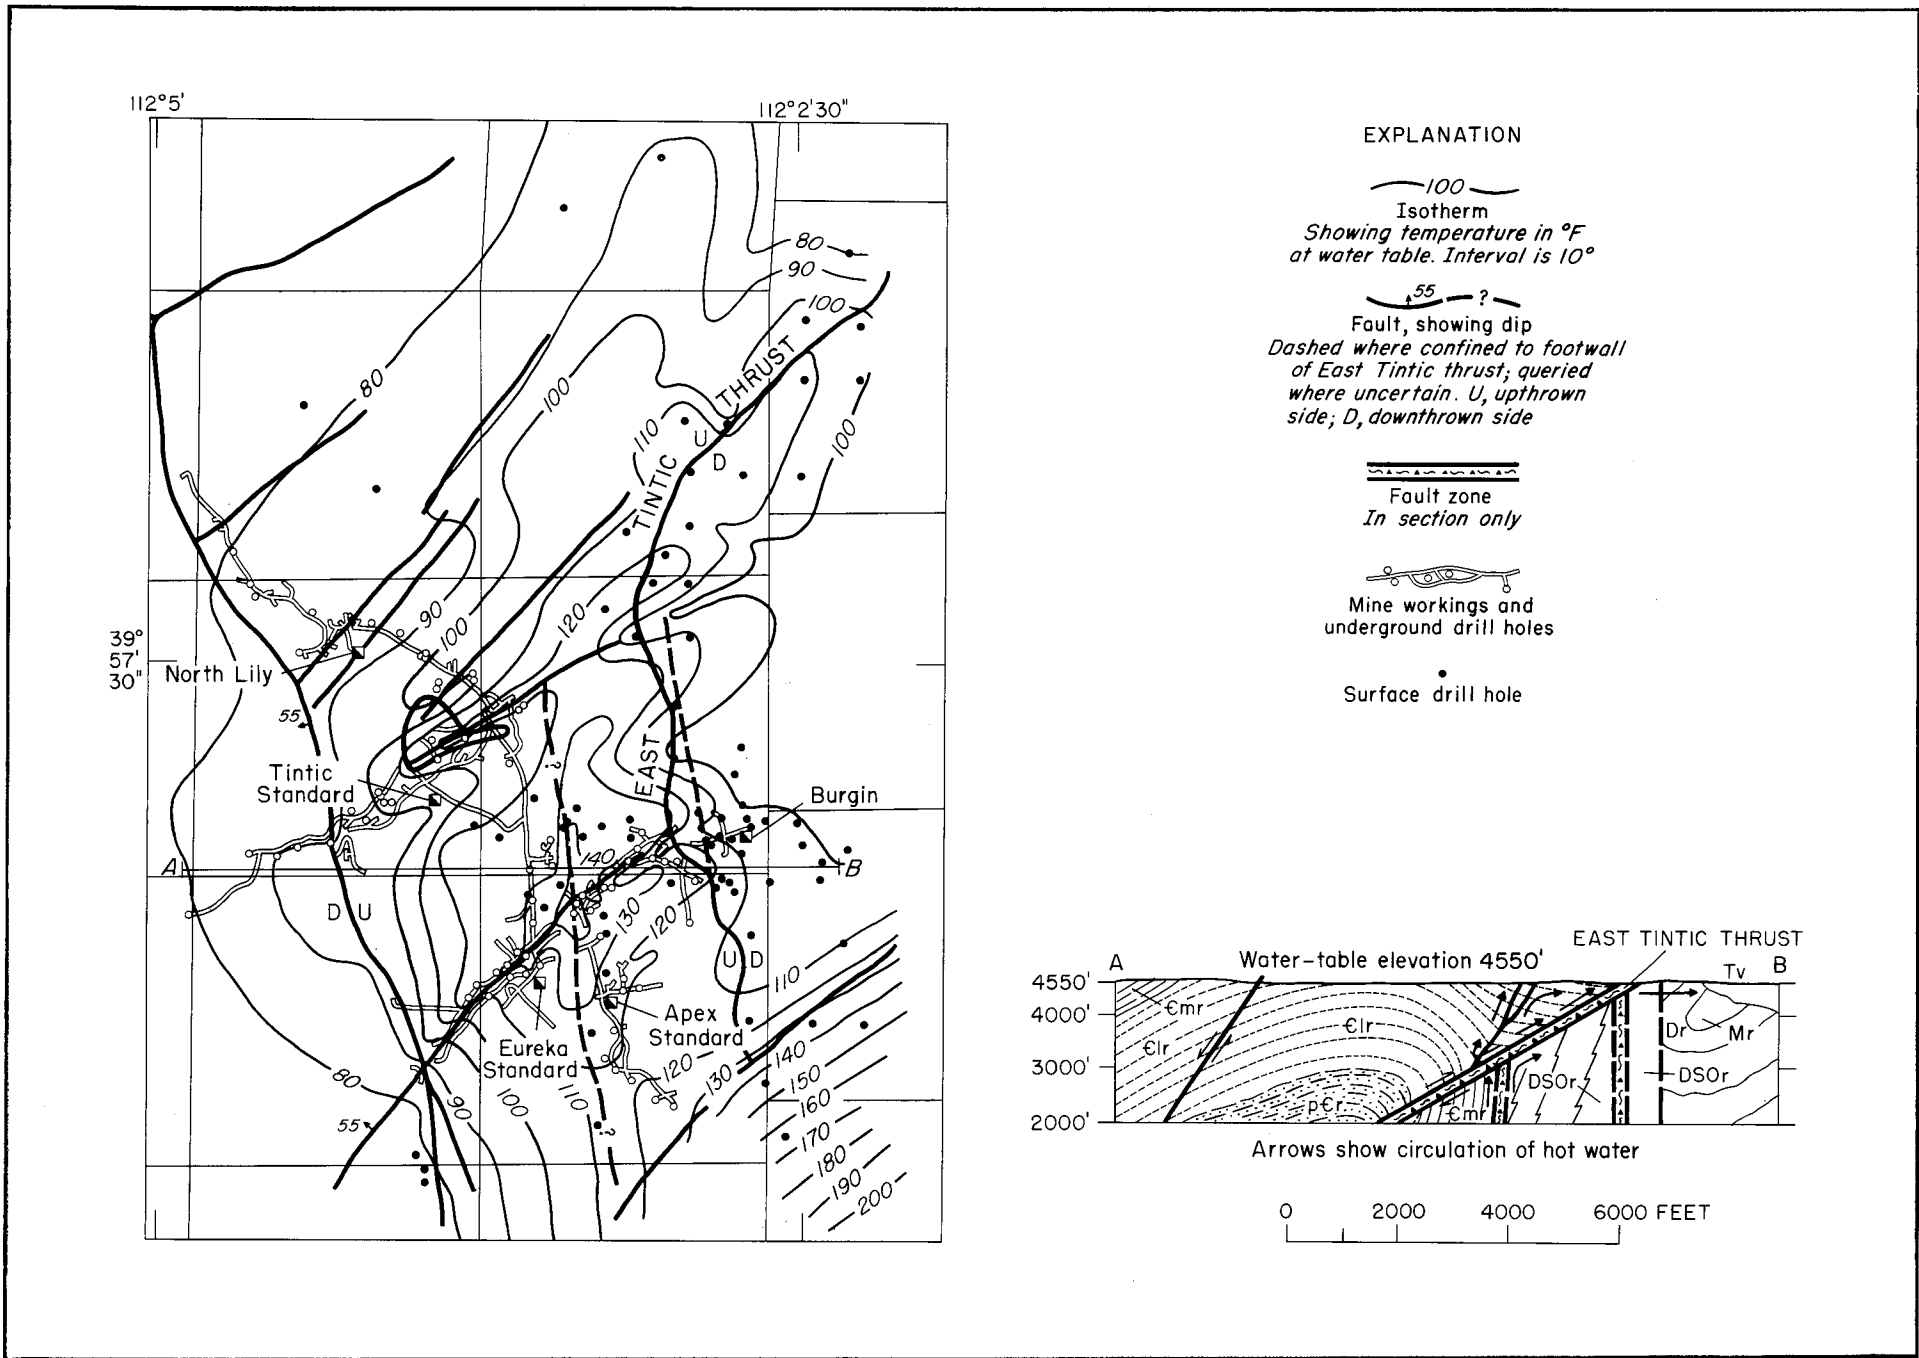 112°5'
112°2'30"
80
90
100
80
100
THRUST
110
U
D
100
TINTIC
120
90
100
39°
57'
30"
North Lily
55
EAST
?
Tintic
Standard
Burgin
A
B
140
130
120
D U
U D
110
Apex
Standard
Eureka
Standard
120
130
140
150
160
170
180
190
200
80
90
100
110
?
55
EXPLANATION
100
Isotherm
Showing temperature in °F
at water table. Interval is 10°
55 ?
Fault, showing dip
Dashed where confined to footwall
of East Tintic thrust; queried
where uncertain. U, upthrown
side; D, downthrown side
Fault zone
In section only
Mine workings and
underground drill holes
Surface drill hole
EAST TINTIC THRUST
A
Water-table elevation 4550'
Tv
B
4550'
4000'
3000'
2000'
Ꞓmr
Ꞓlr
Ꞓlr
pꞒr
Ꞓmr
DSOr
Dr
Mr
DSOr
Arrows show circulation of hot water
0 2000 4000 6000 FEET